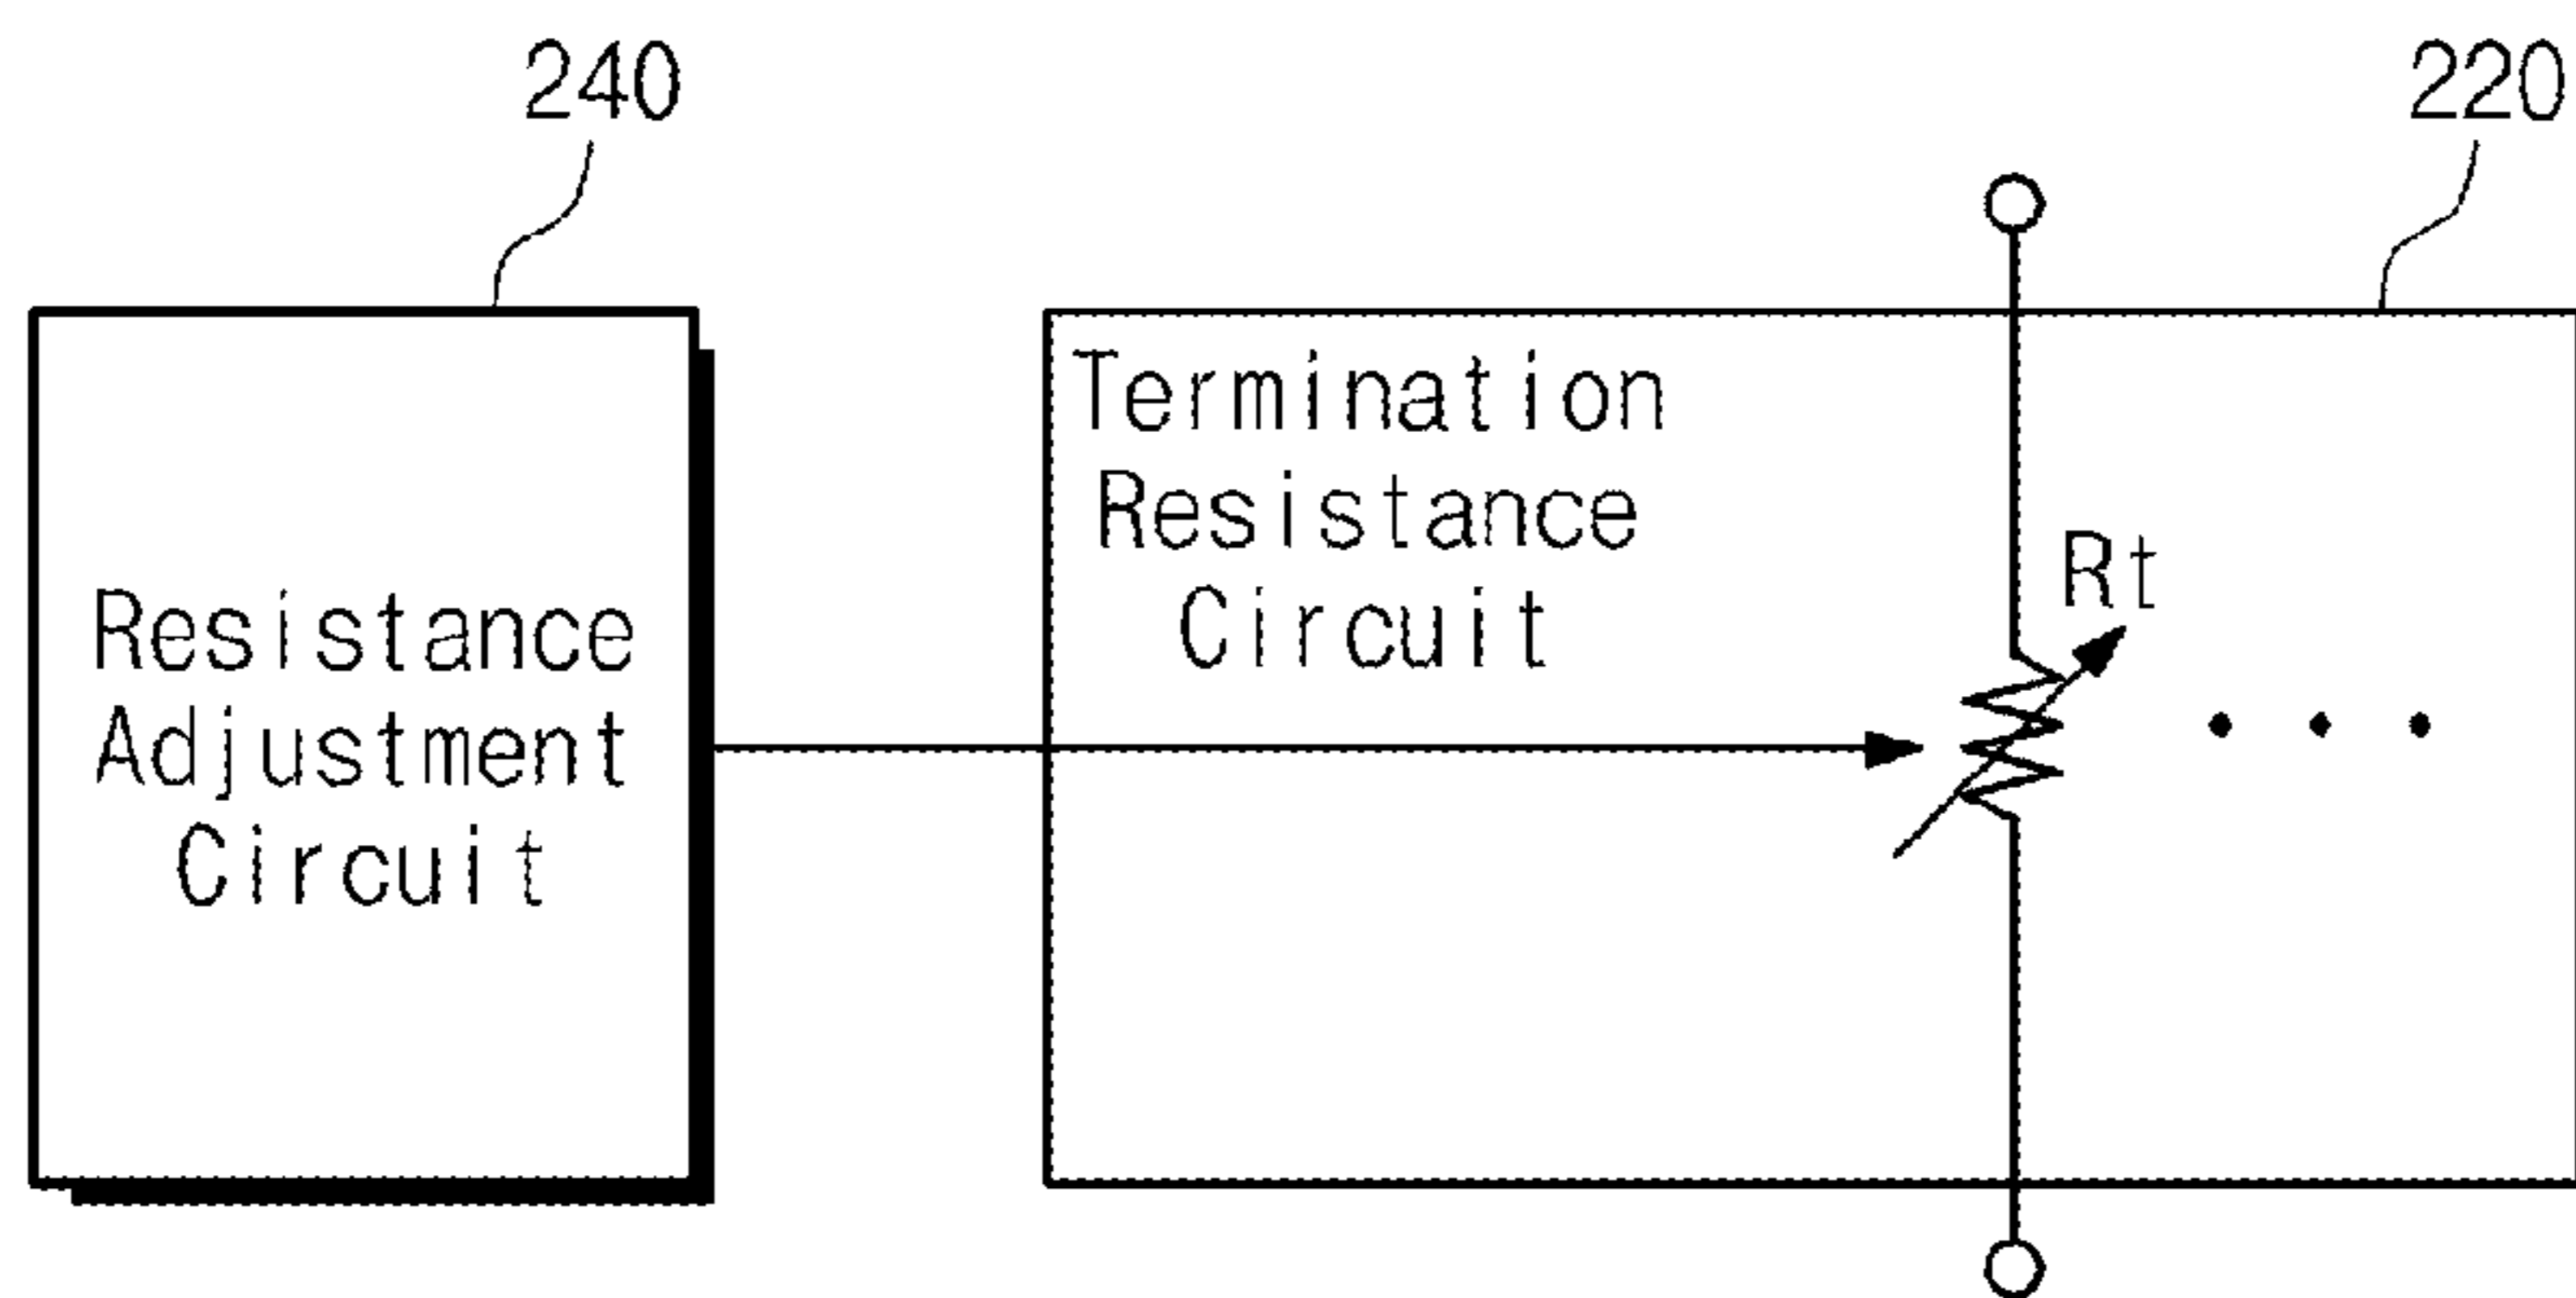 240
220
Resistance
Adjustment
Circuit
Termination
Resistance
Circuit
Rt